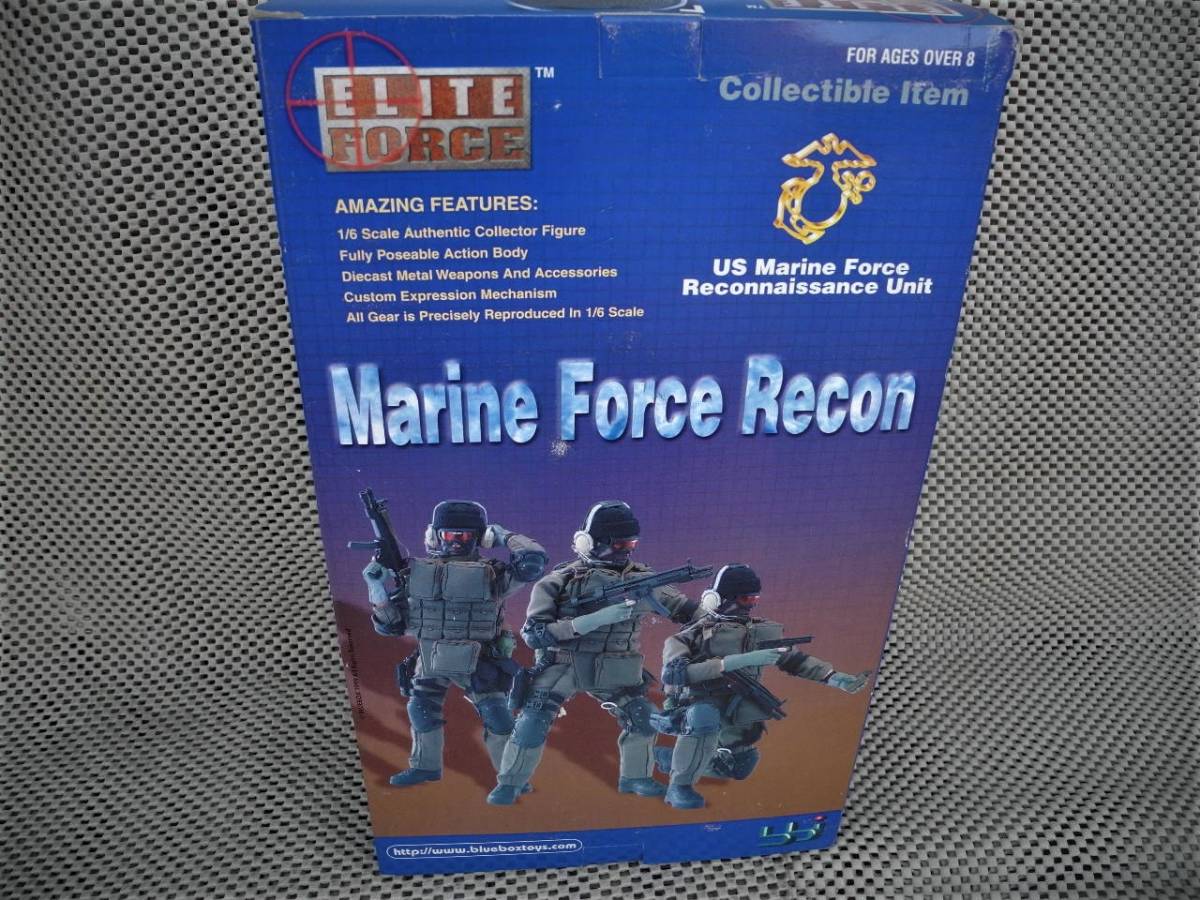 ELITE
FORCE
TM
FOR AGES OVER 8
Collectible Item
AMAZING FEATURES:
1/6 Scale Authentic Collector Figure
Fully Poseable Action Body
Diecast Metal Weapons And Accessories
Custom Expression Mechanism
All Gear is Precisely Reproduced In 1/6 Scale
US Marine Force
Reconnaissance Unit
Marine Force Recon
http://www.blueboxtoys.com
bbi